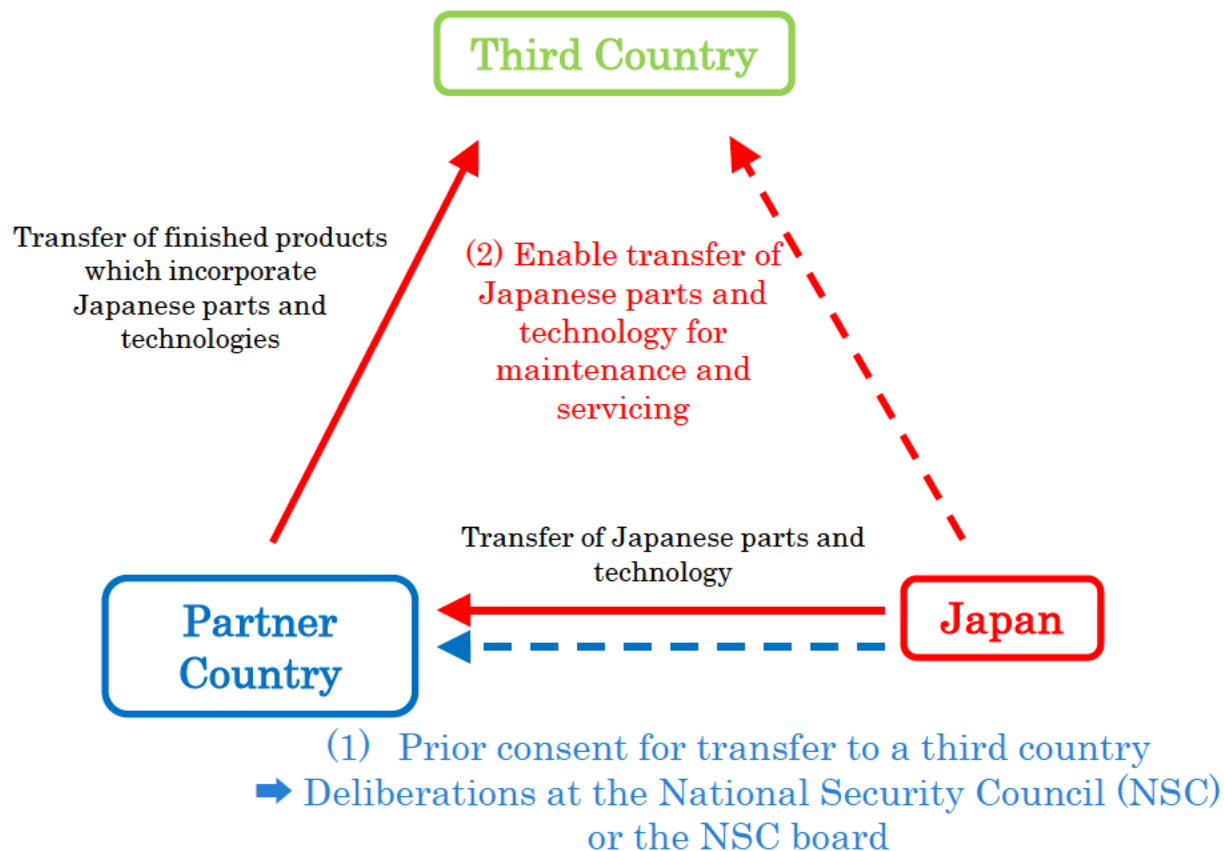 Third Country
Transfer of finished products
which incorporate
Japanese parts and
technologies
(2) Enable transfer of
Japanese parts and
technology for
maintenance and
servicing
Transfer of Japanese parts and
technology
Partner
Country
Japan
(1) Prior consent for transfer to a third country
➡ Deliberations at the National Security Council (NSC)
or the NSC board